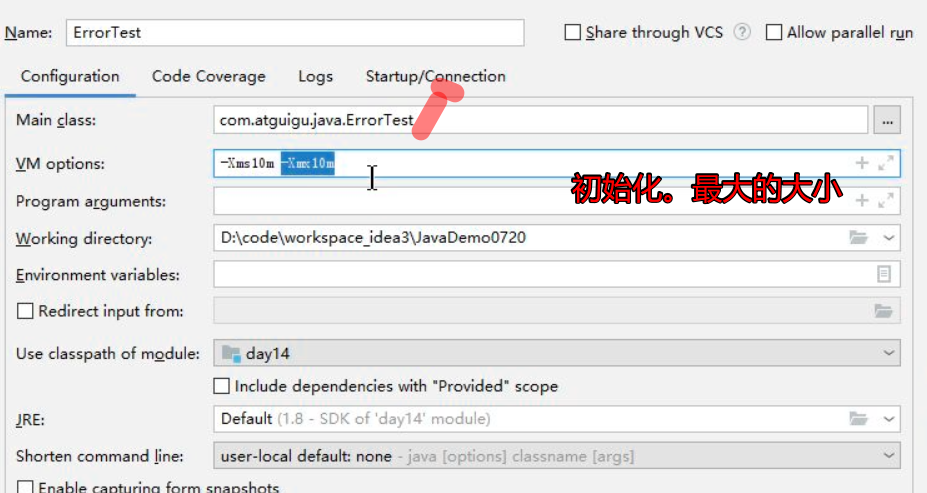 Name: ErrorTest Share through VCS ? Allow parallel run
Configuration Code Coverage Logs Startup/Connection
Main class: com.atguigu.java.ErrorTest ...
VM options: -Xms10m -Xmx10m
初始化。最大的大小
Program arguments:
Working directory: D:\code\workspace_idea3\JavaDemo0720
Environment variables:
Redirect input from:
Use classpath of module: day14
Include dependencies with "Provided" scope
JRE: Default (1.8 - SDK of 'day14' module)
Shorten command line: user-local default: none - java [options] classname [args]
Enable capturing form snapshots